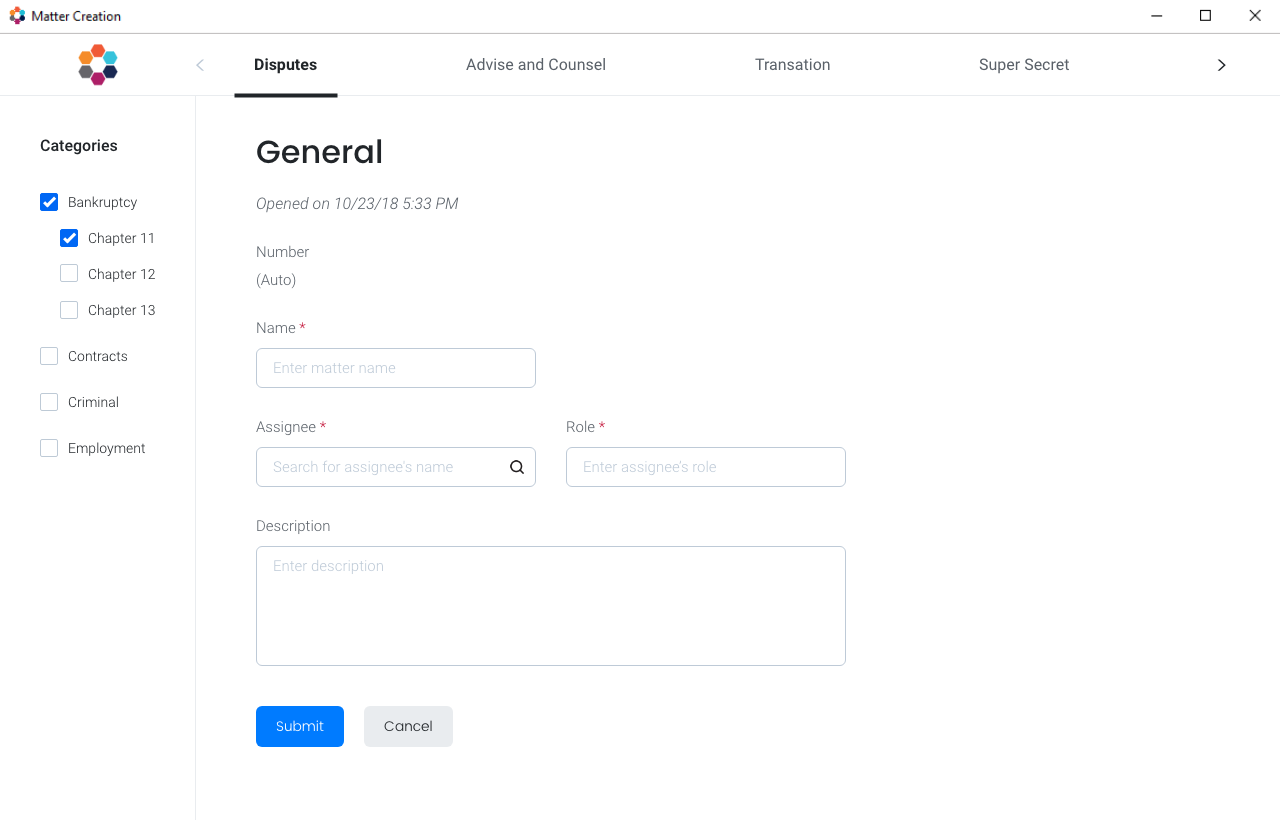 Matter Creation
Disputes Advise and Counsel Transation Super Secret
Categories
Bankruptcy
Chapter 11
Chapter 12
Chapter 13
Contracts
Criminal
Employment
General
Opened on 10/23/18 5:33 PM
Number
(Auto)
Name *
Enter matter name
Assignee * Role *
Search for assignee's name Enter assignee’s role
Description
Enter description
Submit Cancel